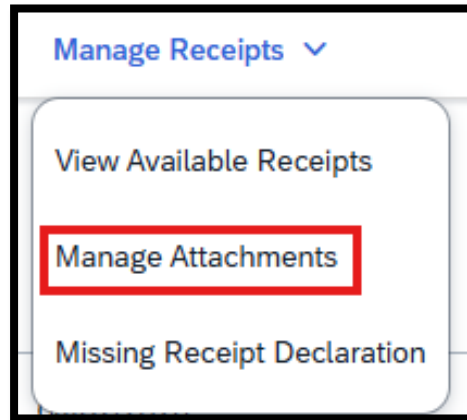 Manage Receipts
View Available Receipts
Manage Attachments
Missing Receipt Declaration